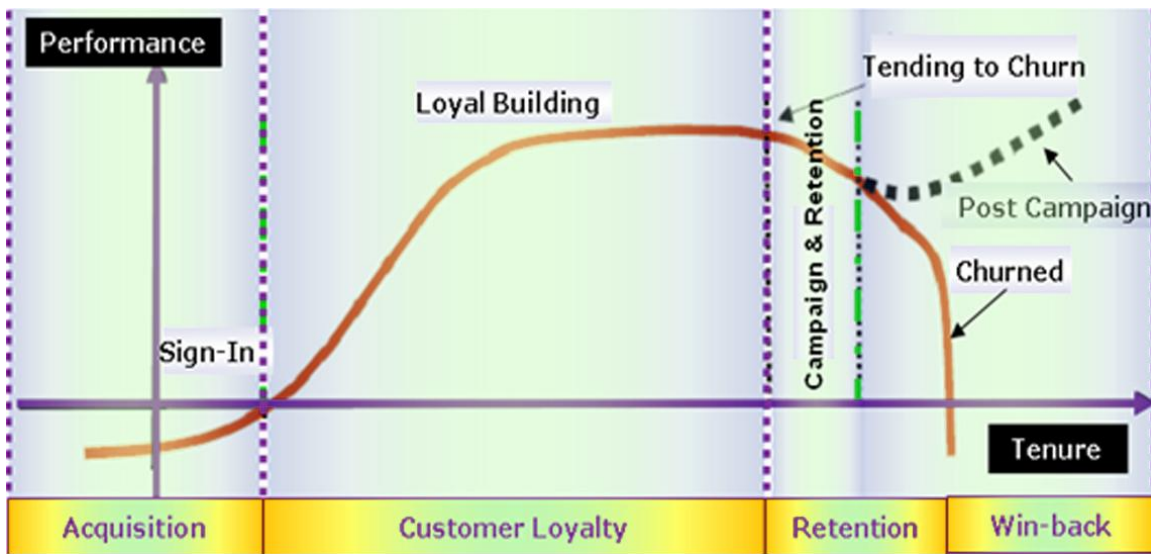 Performance
Tending to Churn
Loyal Building
Campaign & Retention
Post Campaign
Churned
Sign-In
Tenure
Acquisition
Customer Loyalty
Retention
Win-back